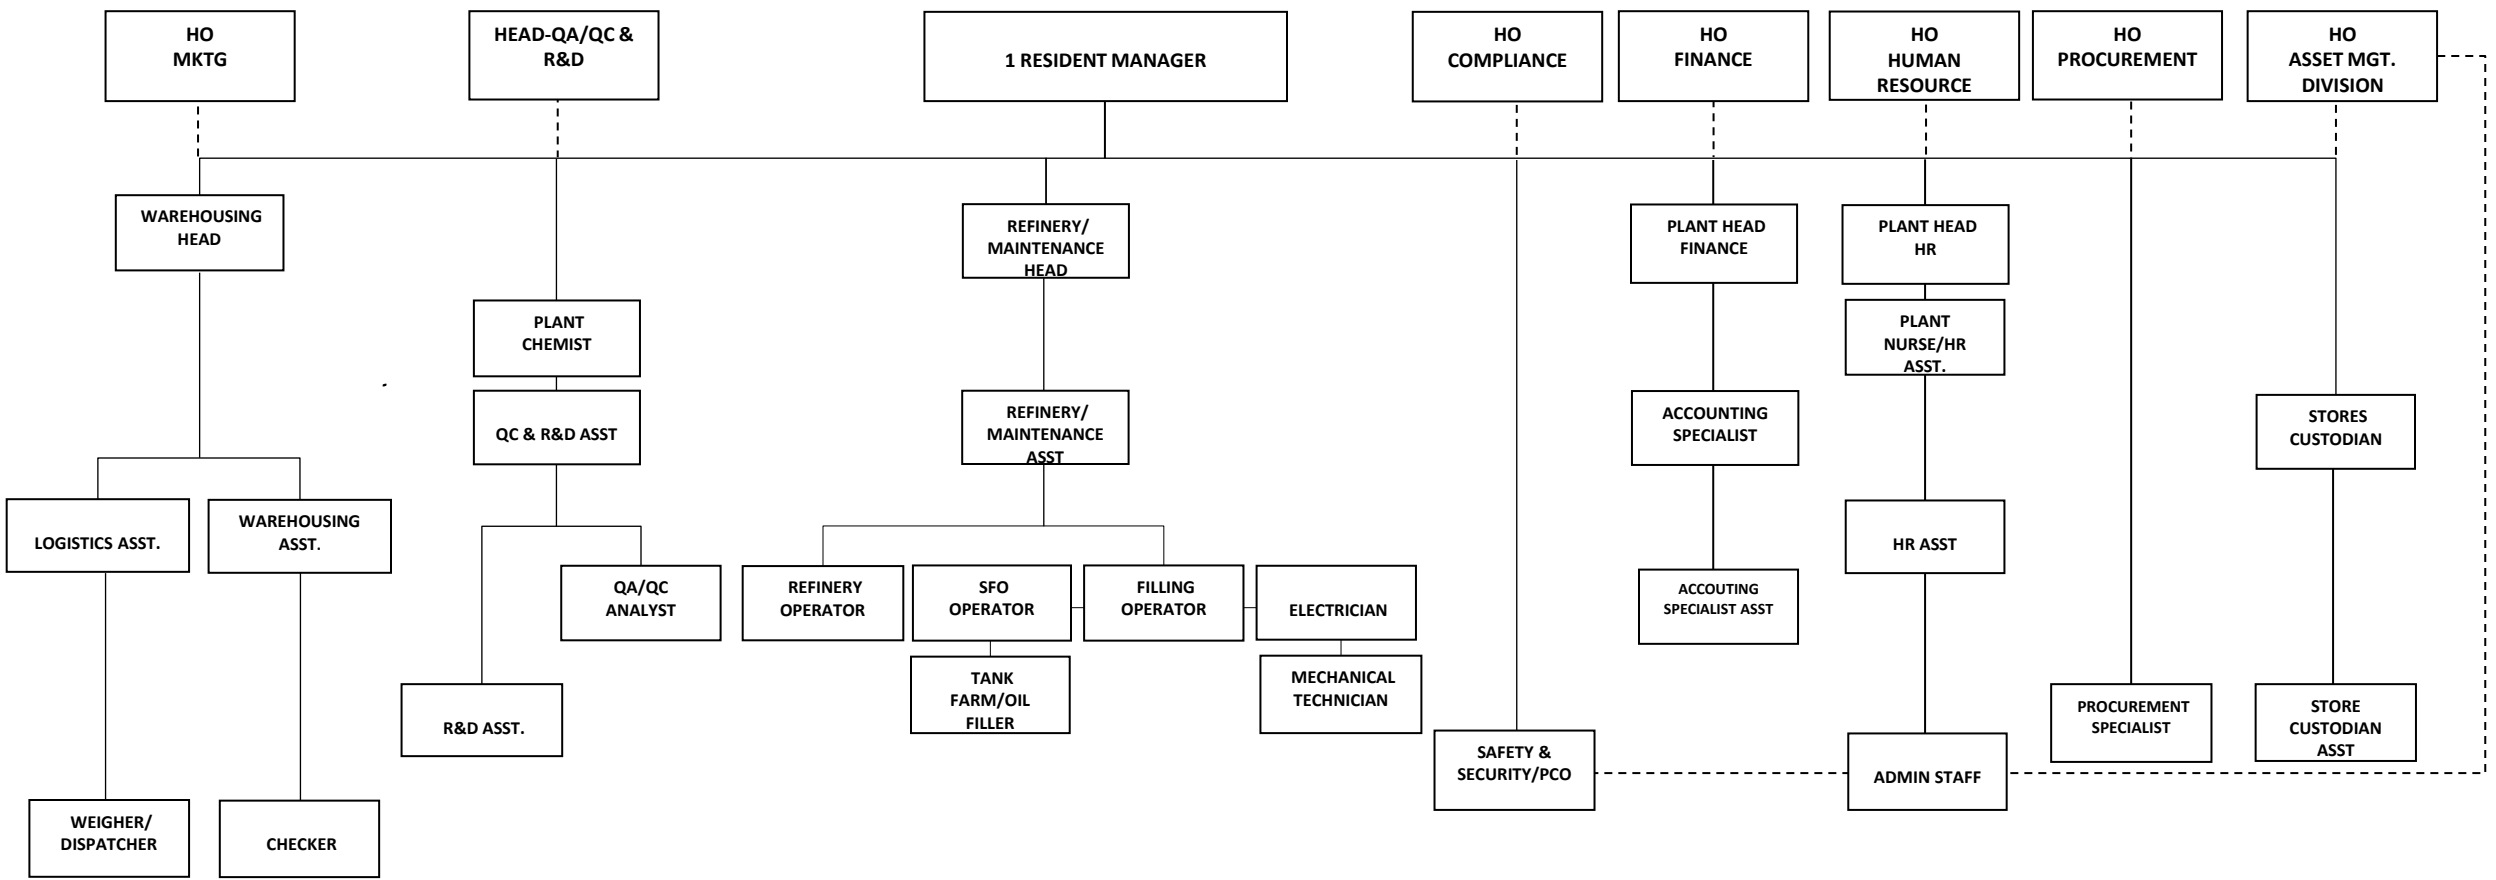 HO
MKTG
HEAD-QA/QC &
R&D
1 RESIDENT MANAGER
HO
COMPLIANCE
HO
FINANCE
HO
HUMAN
RESOURCE
HO
PROCUREMENT
HO
ASSET MGT.
DIVISION
WAREHOUSING
HEAD
REFINERY/
MAINTENANCE
HEAD
PLANT HEAD
FINANCE
PLANT HEAD
HR
PLANT
CHEMIST
PLANT
NURSE/HR
ASST.
QC & R&D ASST
REFINERY/
MAINTENANCE
ASST
ACCOUNTING
SPECIALIST
STORES
CUSTODIAN
LOGISTICS ASST.
WAREHOUSING
ASST.
HR ASST
QA/QC
ANALYST
REFINERY
OPERATOR
SFO
OPERATOR
FILLING
OPERATOR
ELECTRICIAN
ACCOUTING
SPECIALIST ASST
R&D ASST.
TANK
FARM/OIL
FILLER
MECHANICAL
TECHNICIAN
PROCUREMENT
SPECIALIST
STORE
CUSTODIAN
ASST
SAFETY &
SECURITY/PCO
ADMIN STAFF
WEIGHER/
DISPATCHER
CHECKER